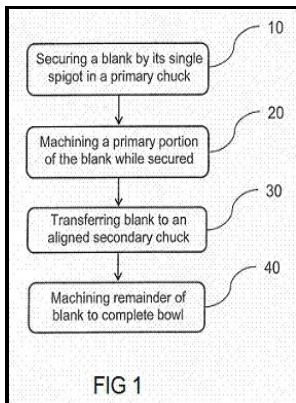 10
Securing a blank by its single
spigot in a primary chuck
20
Machining a primary portion
of the blank while secured
30
Transferring blank to an
aligned secondary chuck
40
Machining remainder of
blank to complete bowl
FIG 1